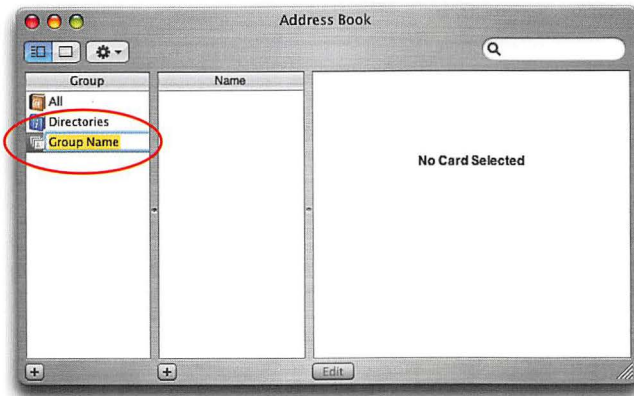 Address Book
Group
Name
All
Directories
Group Name
No Card Selected
+
+
Edit